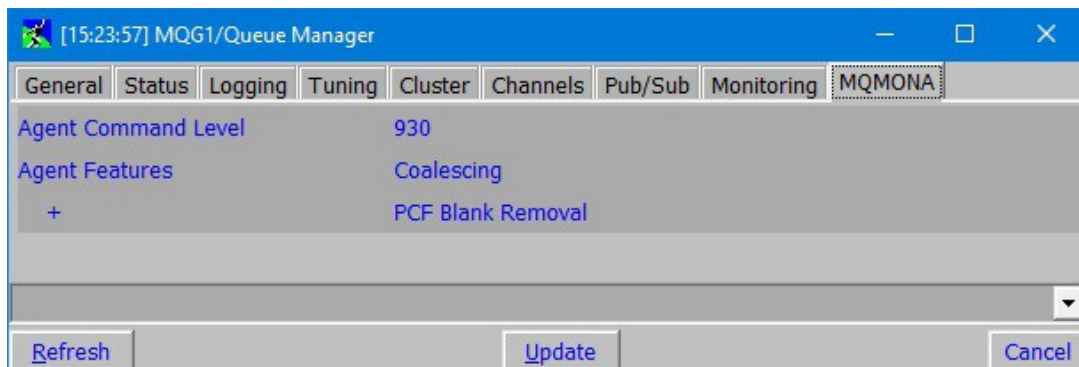 [15:23:57] MQG1/Queue Manager
General Status Logging Tuning Cluster Channels Pub/Sub Monitoring MQMONA
Agent Command Level 930
Agent Features Coalescing
+ PCF Blank Removal
Refresh Update Cancel